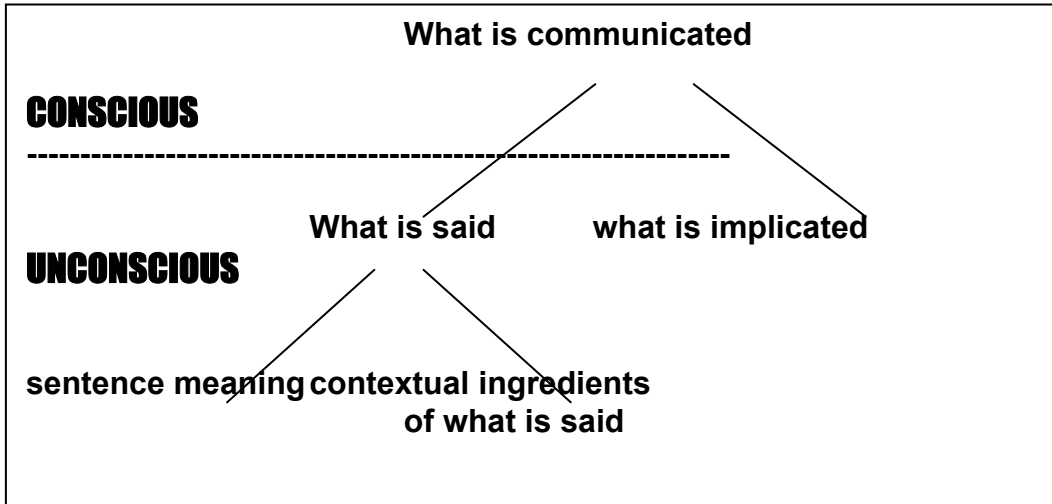 What is communicated
CONSCIOUS
------------------------------------------------------------------
What is said
what is implicated
UNCONSCIOUS
sentence meaning
contextual ingredients
of what is said